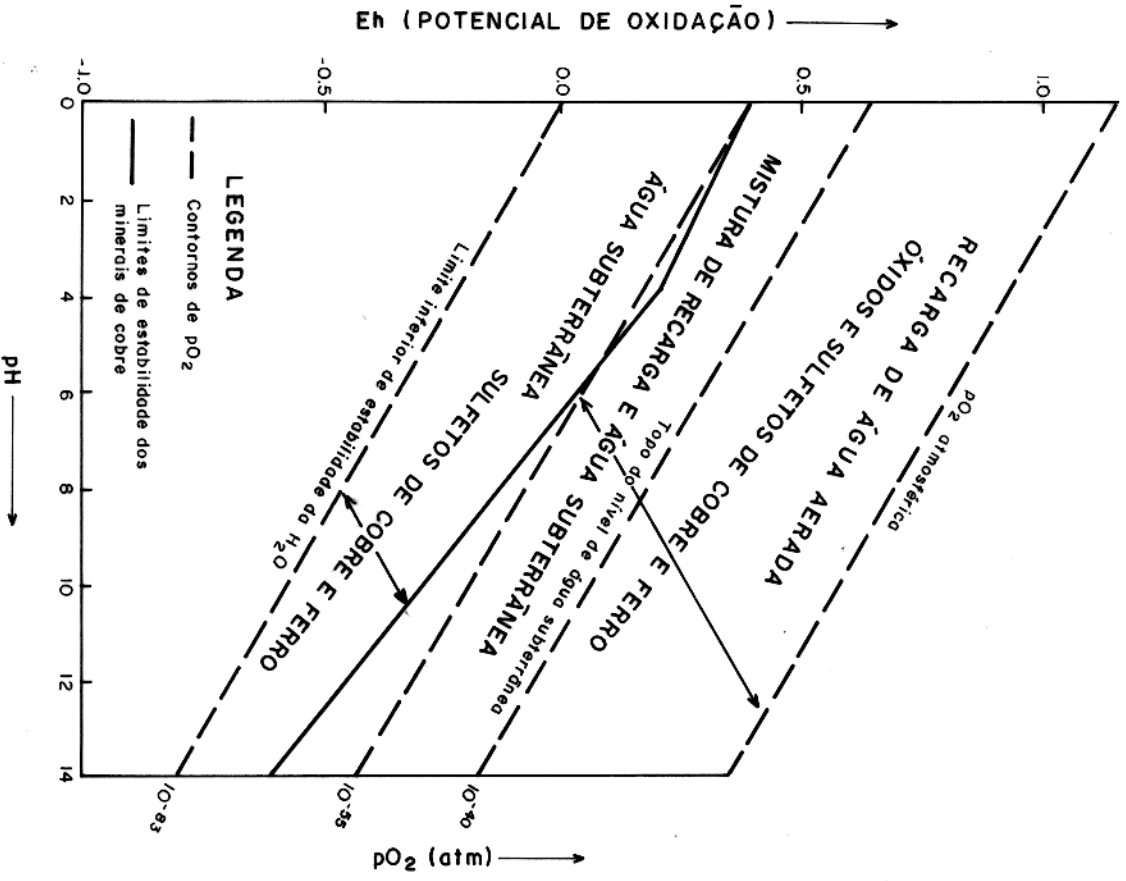 Eh (POTENCIAL DE OXIDAÇÃO)
-1.0
-0.5
0.0
0.5
1.0
0
2
4
6
8
10
12
14
pH
RECARGA DE ÁGUA AERADA
ÓXIDOS E SULFETOS DE COBRE E FERRO
pO2 atmosférica
MISTURA DE RECARGA E ÁGUA SUBTERRÂNEA
Topo do nível de água subterrânea
ÁGUA SUBTERRÂNEA
SULFETOS DE COBRE E FERRO
Limite inferior de estabilidade da H2O
LEGENDA
Contornos de pO2
Limites de estabilidade dos
minerais de cobre
10-83
10-55
10-40
pO2 (atm)